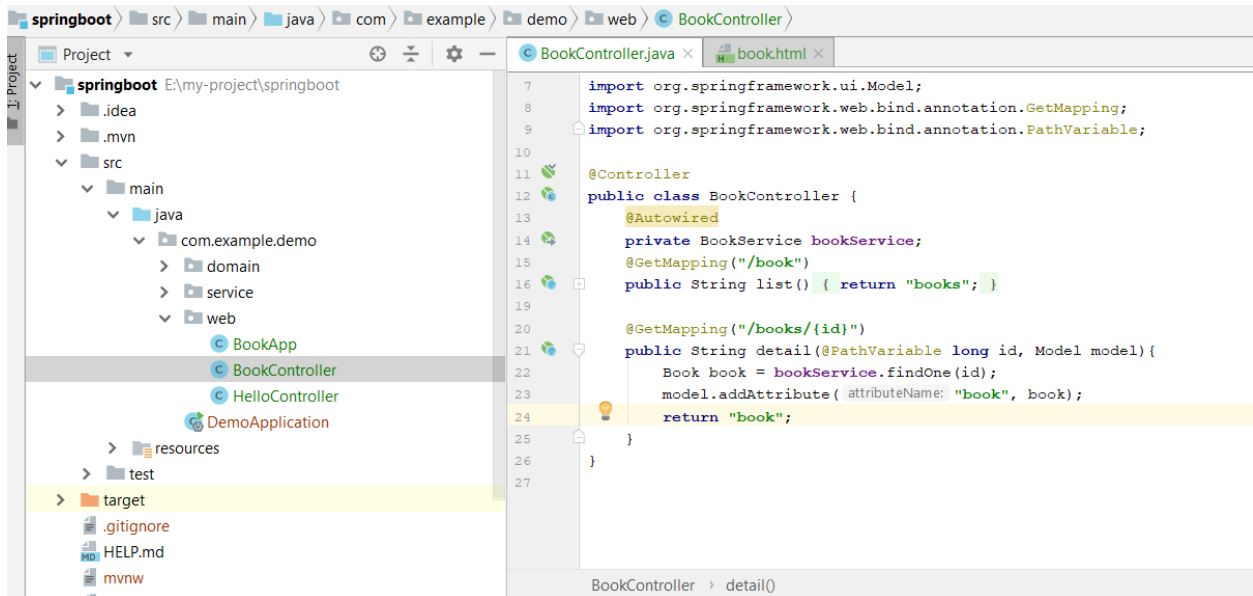 springboot src main java com example demo web BookController
1: Project
Project
springboot E:\my-project\springboot
.idea
.mvn
src
main
java
com.example.demo
domain
service
web
BookApp
BookController
HelloController
DemoApplication
resources
test
target
.gitignore
HELP.md
mvnw
BookController.java
book.html
7 import org.springframework.ui.Model;
8 import org.springframework.web.bind.annotation.GetMapping;
9 import org.springframework.web.bind.annotation.PathVariable;
10
11 @Controller
12 public class BookController {
13 @Autowired
14 private BookService bookService;
15 @GetMapping("/book")
16 public String list() { return "books"; }
19
20 @GetMapping("/books/{id}")
21 public String detail(@PathVariable long id, Model model){
22 Book book = bookService.findOne(id);
23 model.addAttribute( attributeName: "book", book);
24 return "book";
25 }
26 }
27
BookController detail()